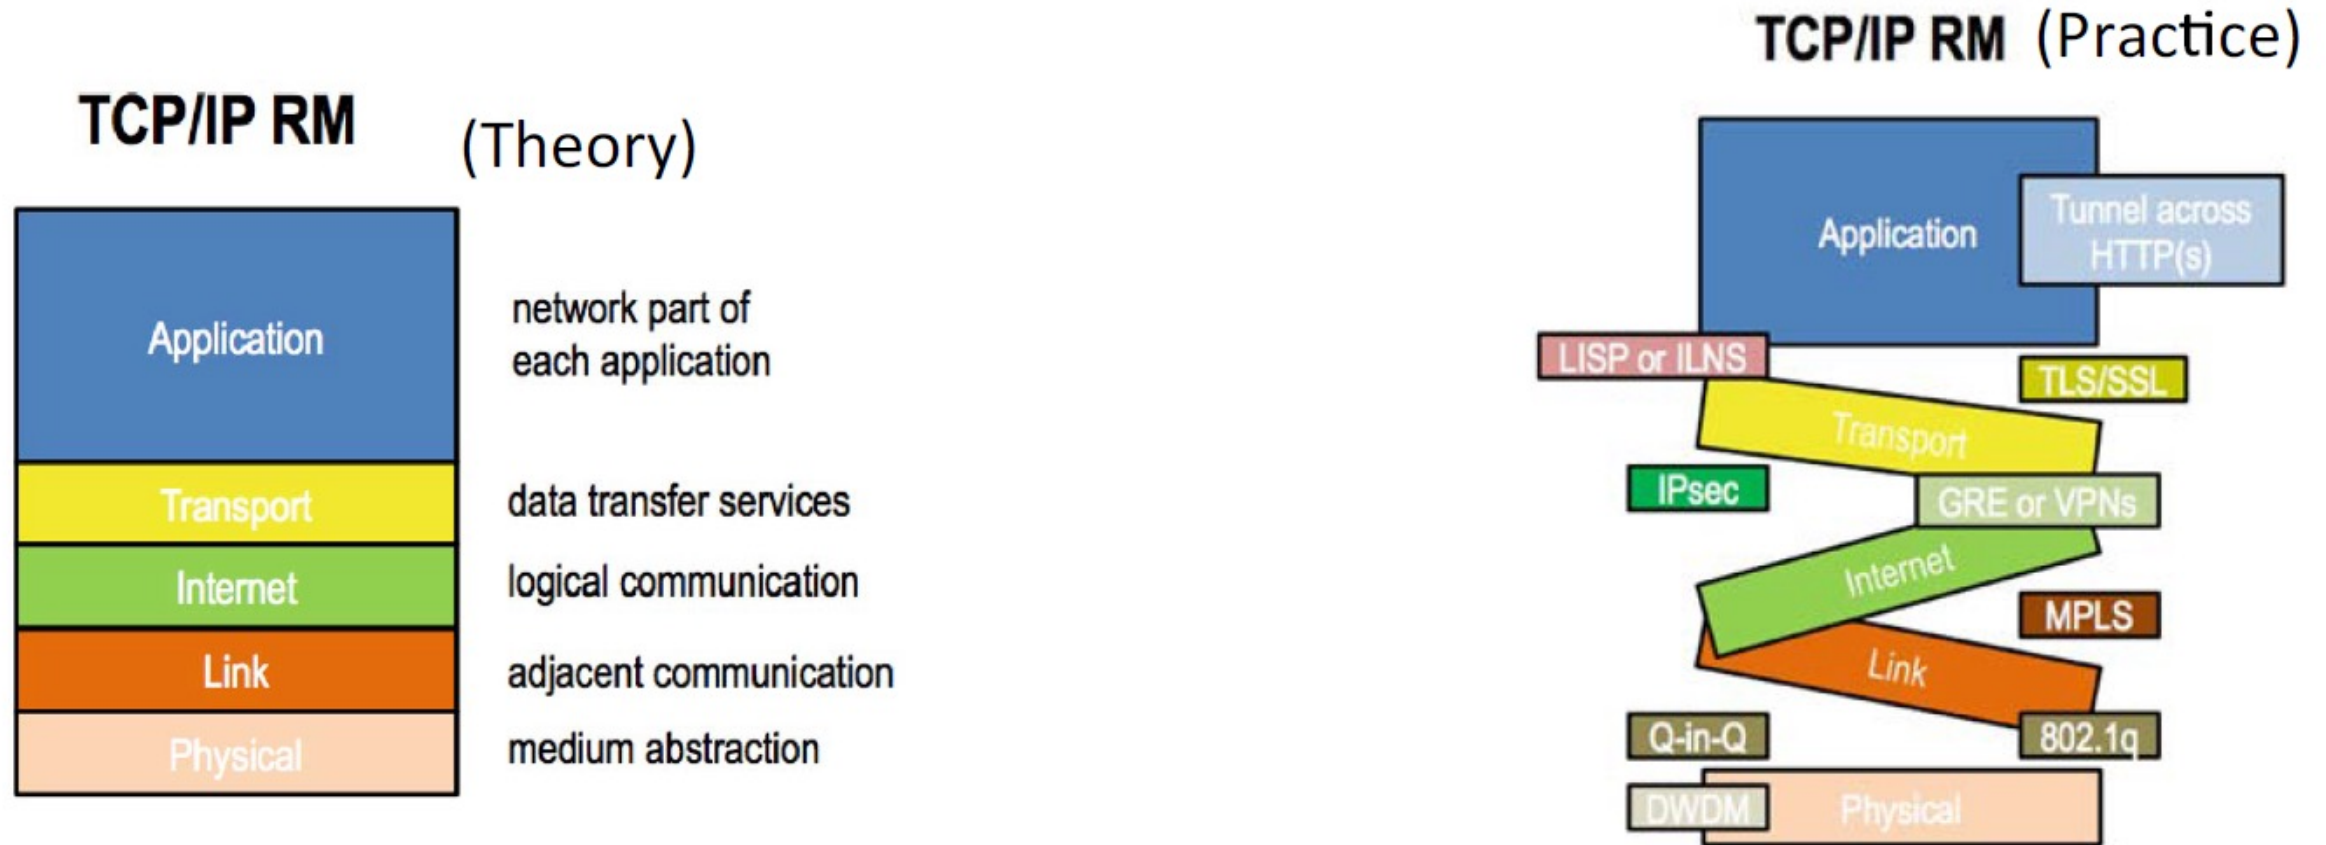 TCP/IP RM (Theory)
Application
network part of
each application
Transport
data transfer services
Internet
logical communication
Link
adjacent communication
Physical
medium abstraction
TCP/IP RM (Practice)
Application
Tunnel across
HTTP(s)
LISP or ILNS
TLS/SSL
Transport
IPsec
GRE or VPNs
Internet
MPLS
Link
Q-in-Q
802.1q
DWDM
Physical